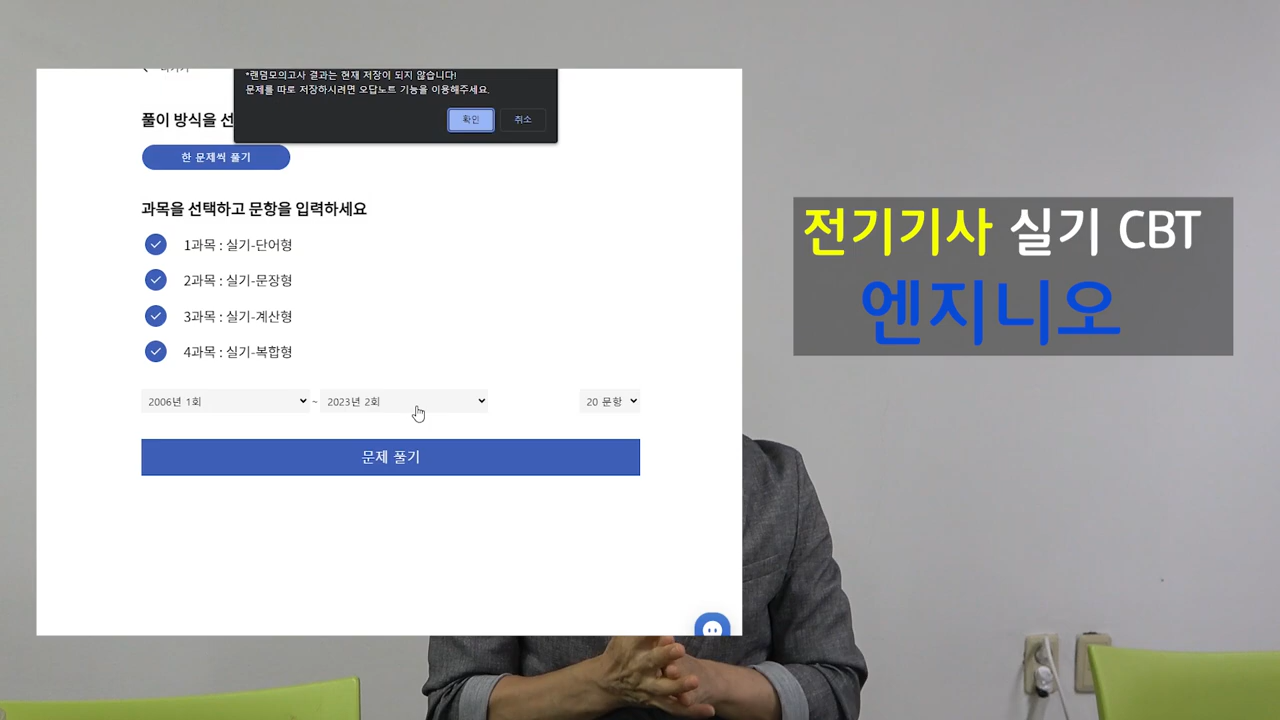 *랜덤모의고사 결과는 현재 저장이 되지 않습니다!
문제를 따로 저장하시려면 오답노트 기능을 이용해주세요.
확인 취소
풀이 방식을 선
한 문제씩 풀기
과목을 선택하고 문항을 입력하세요
1과목 : 실기-단어형
2과목 : 실기-문장형
3과목 : 실기-계산형
4과목 : 실기-복합형
2006년 1회 ~ 2023년 2회 20 문항
문제 풀기
전기기사 실기 CBT
엔지니오